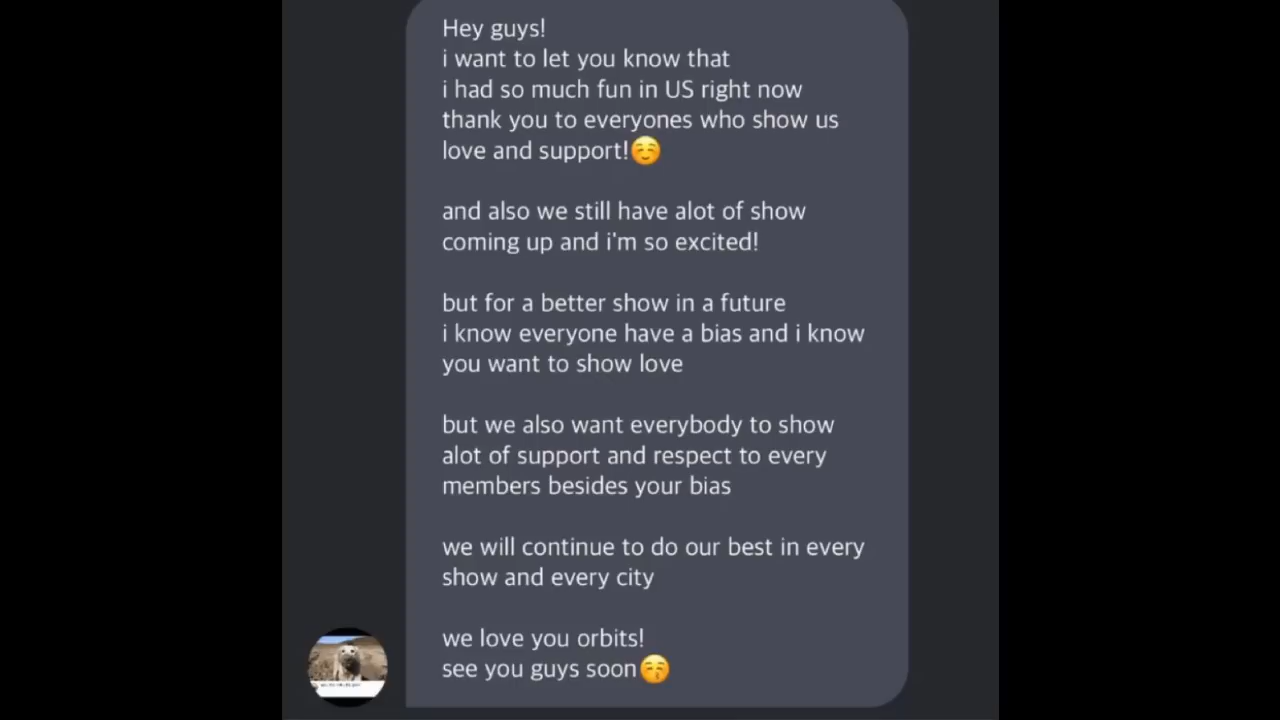 Hey guys!
i want to let you know that
i had so much fun in US right now
thank you to everyones who show us
love and support!☺️
and also we still have alot of show
coming up and i'm so excited!
but for a better show in a future
i know everyone have a bias and i know
you want to show love
but we also want everybody to show
alot of support and respect to every
members besides your bias
we will continue to do our best in every
show and every city
we love you orbits!
see you guys soon😚